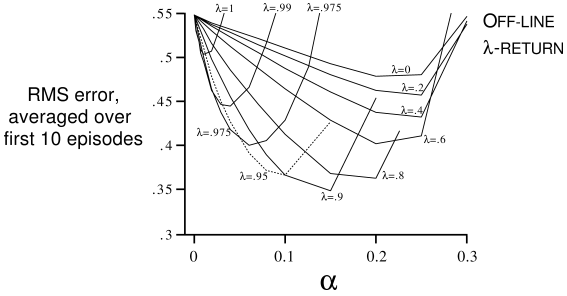 .55
λ=1
λ=.99
λ=.975
OFF-LINE
λ-RETURN
.5
λ=0
λ=.2
RMS error,
averaged over
first 10 episodes
.45
λ=.4
λ=.975
λ=.6
.4
λ=.95
λ=.8
.35
λ=.9
.3
0
0.1
0.2
0.3
α